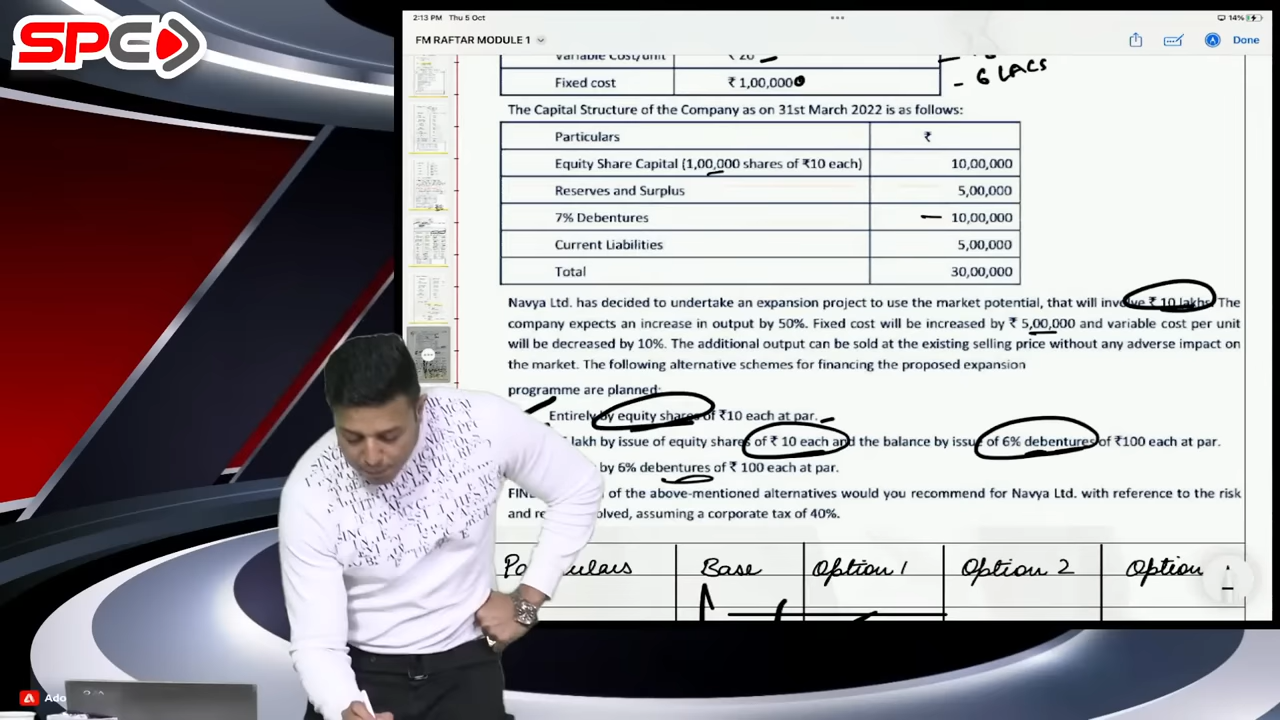 SPC
2:13 PM Thu 5 Oct
14%
FM RAFTAR MODULE 1
Done
Variable Cost/unit ₹ 20
Fixed cost ₹ 1,00,000
- 6 LACS
The Capital Structure of the Company as on 31st March 2022 is as follows:
Particulars ₹
Equity Share Capital (1,00,000 shares of ₹10 each) 10,00,000
Reserves and Surplus 5,00,000
7% Debentures 10,00,000
Current Liabilities 5,00,000
Total 30,00,000
Navya Ltd. has decided to undertake an expansion project to use the market potential, that will involve ₹ 10 lakhs. The
company expects an increase in output by 50%. Fixed cost will be increased by ₹ 5,00,000 and variable cost per unit
will be decreased by 10%. The additional output can be sold at the existing selling price without any adverse impact on
the market. The following alternative schemes for financing the proposed expansion
programme are planned:
Entirely by equity shares of ₹10 each at par.
lakh by issue of equity shares of ₹ 10 each and the balance by issue of 6% debentures of ₹100 each at par.
by 6% debentures of ₹ 100 each at par.
of the above-mentioned alternatives would you recommend for Navya Ltd. with reference to the risk
and assuming a corporate tax of 40%.
Base Option 1 Option 2 Option
Ado